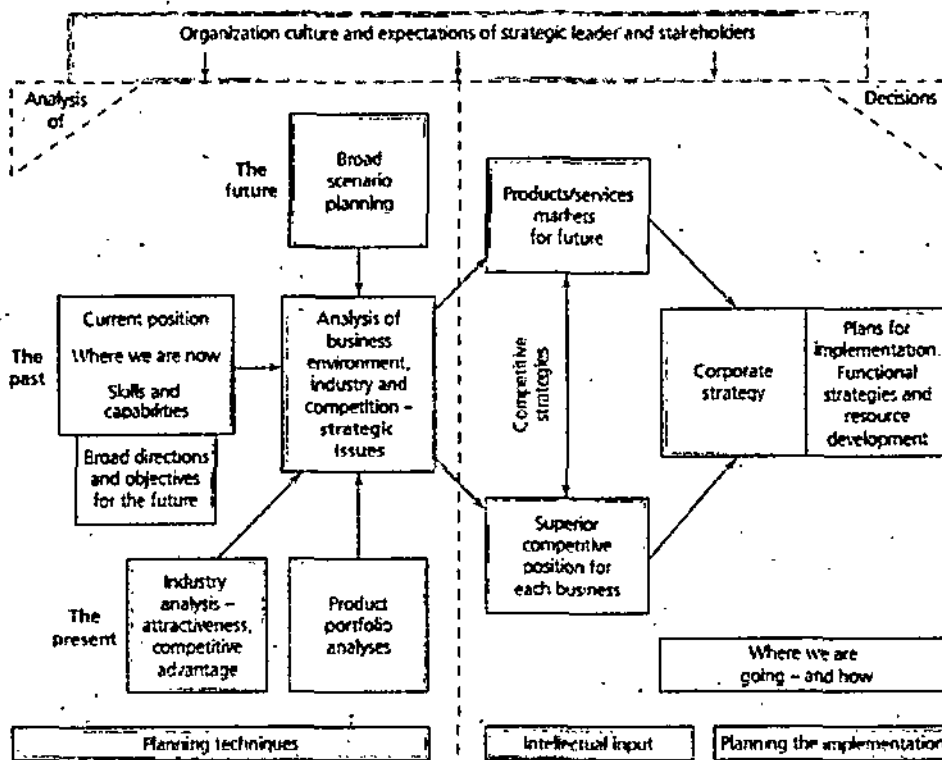 Organization culture and expectations of strategic leader and stakeholders
Analysis
of
Decisions
The
future
Broad
scenario
planning
Products/services
markets
for future
The
past
Current position
Where we are now
Skills and
capabilities
Broad directions
and objectives
for the future
Analysis of
business
environment,
industry and
competition –
strategic
issues
Competitive
strategies
Corporate
strategy
Plans for
implementation.
Functional
strategies and
resource
development
The
present
Industry
analysis –
attractiveness,
competitive
advantage
Product
portfolio
analyses
Superior
competitive
position for
each business
Where we are
going – and how
Planning techniques
Intellectual input
Planning the implementation